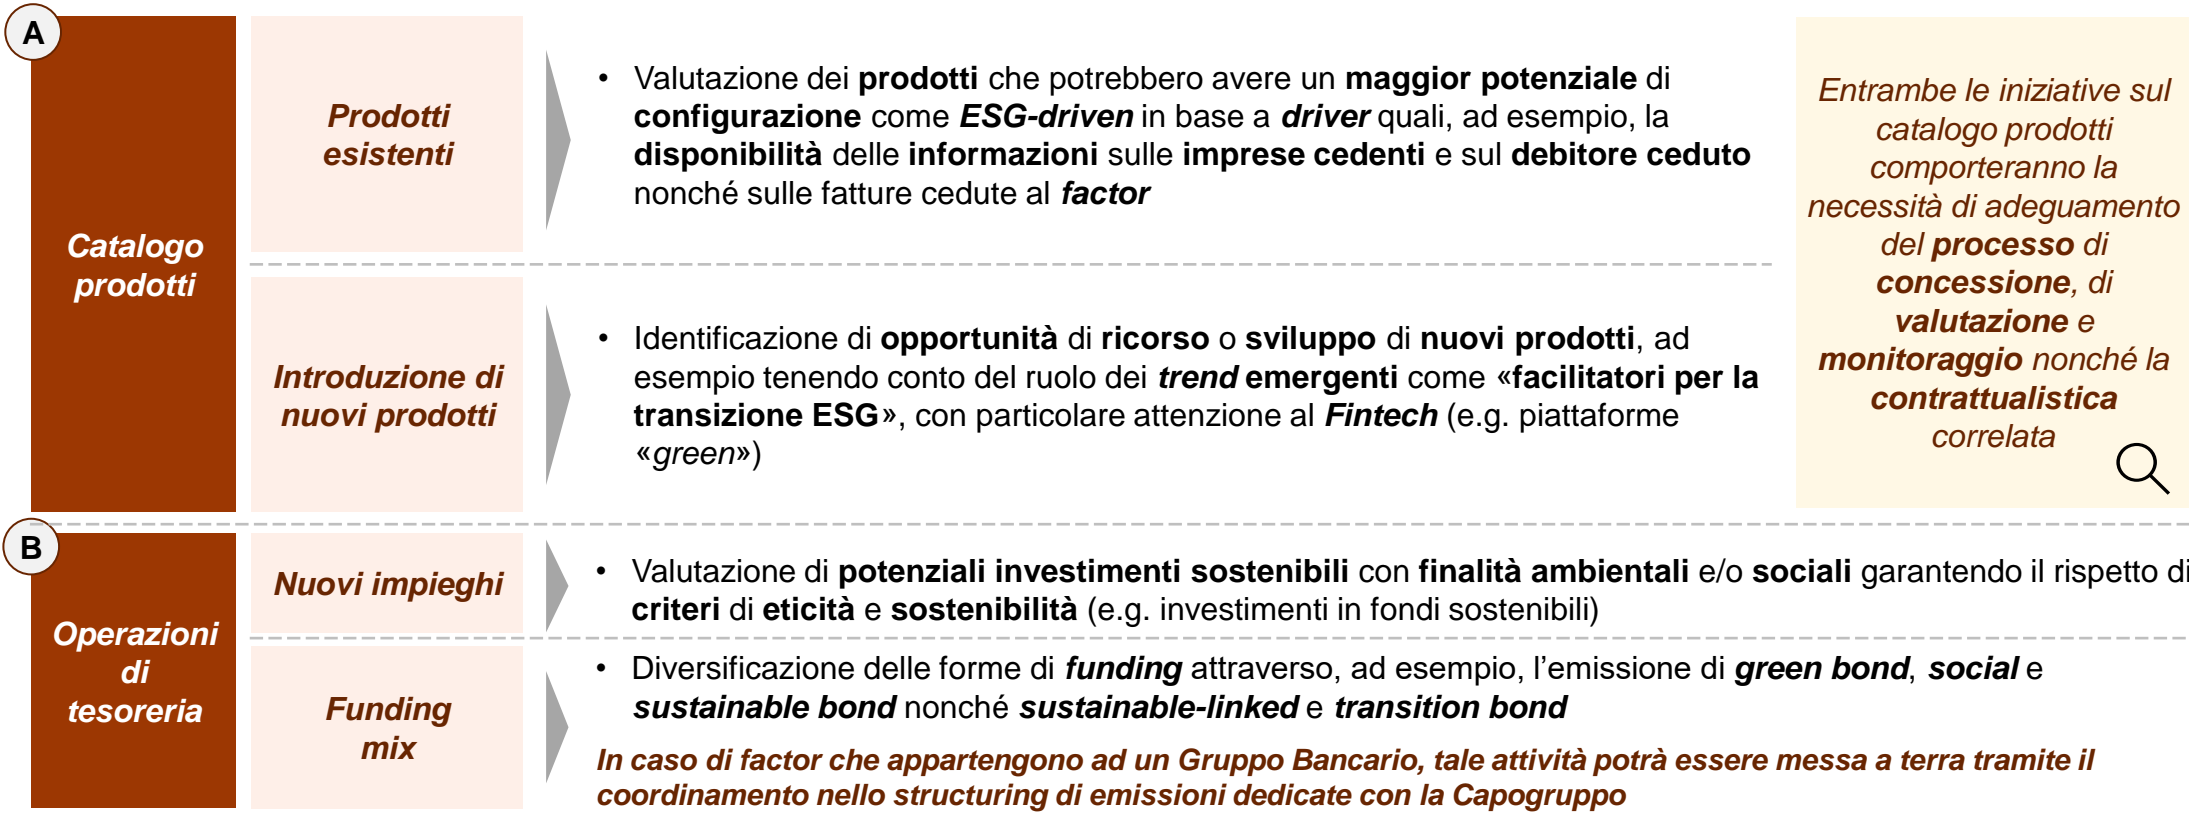 A
Catalogo
prodotti
Prodotti
esistenti
• Valutazione dei prodotti che potrebbero avere un maggior potenziale di
configurazione come ESG-driven in base a driver quali, ad esempio, la
disponibilità delle informazioni sulle imprese cedenti e sul debitore ceduto
nonché sulle fatture cedute al factor
Introduzione di
nuovi prodotti
• Identificazione di opportunità di ricorso o sviluppo di nuovi prodotti, ad
esempio tenendo conto del ruolo dei trend emergenti come «facilitatori per la
transizione ESG», con particolare attenzione al Fintech (e.g. piattaforme
«green»)
Entrambe le iniziative sul
catalogo prodotti
comporteranno la
necessità di adeguamento
del processo di
concessione, di
valutazione e
monitoraggio nonché la
contrattualistica
correlata
B
Operazioni
di
tesoreria
Nuovi impieghi
• Valutazione di potenziali investimenti sostenibili con finalità ambientali e/o sociali garantendo il rispetto di
criteri di eticità e sostenibilità (e.g. investimenti in fondi sostenibili)
Funding
mix
• Diversificazione delle forme di funding attraverso, ad esempio, l'emissione di green bond, social e
sustainable bond nonché sustainable-linked e transition bond
In caso di factor che appartengono ad un Gruppo Bancario, tale attività potrà essere messa a terra tramite il
coordinamento nello structuring di emissioni dedicate con la Capogruppo